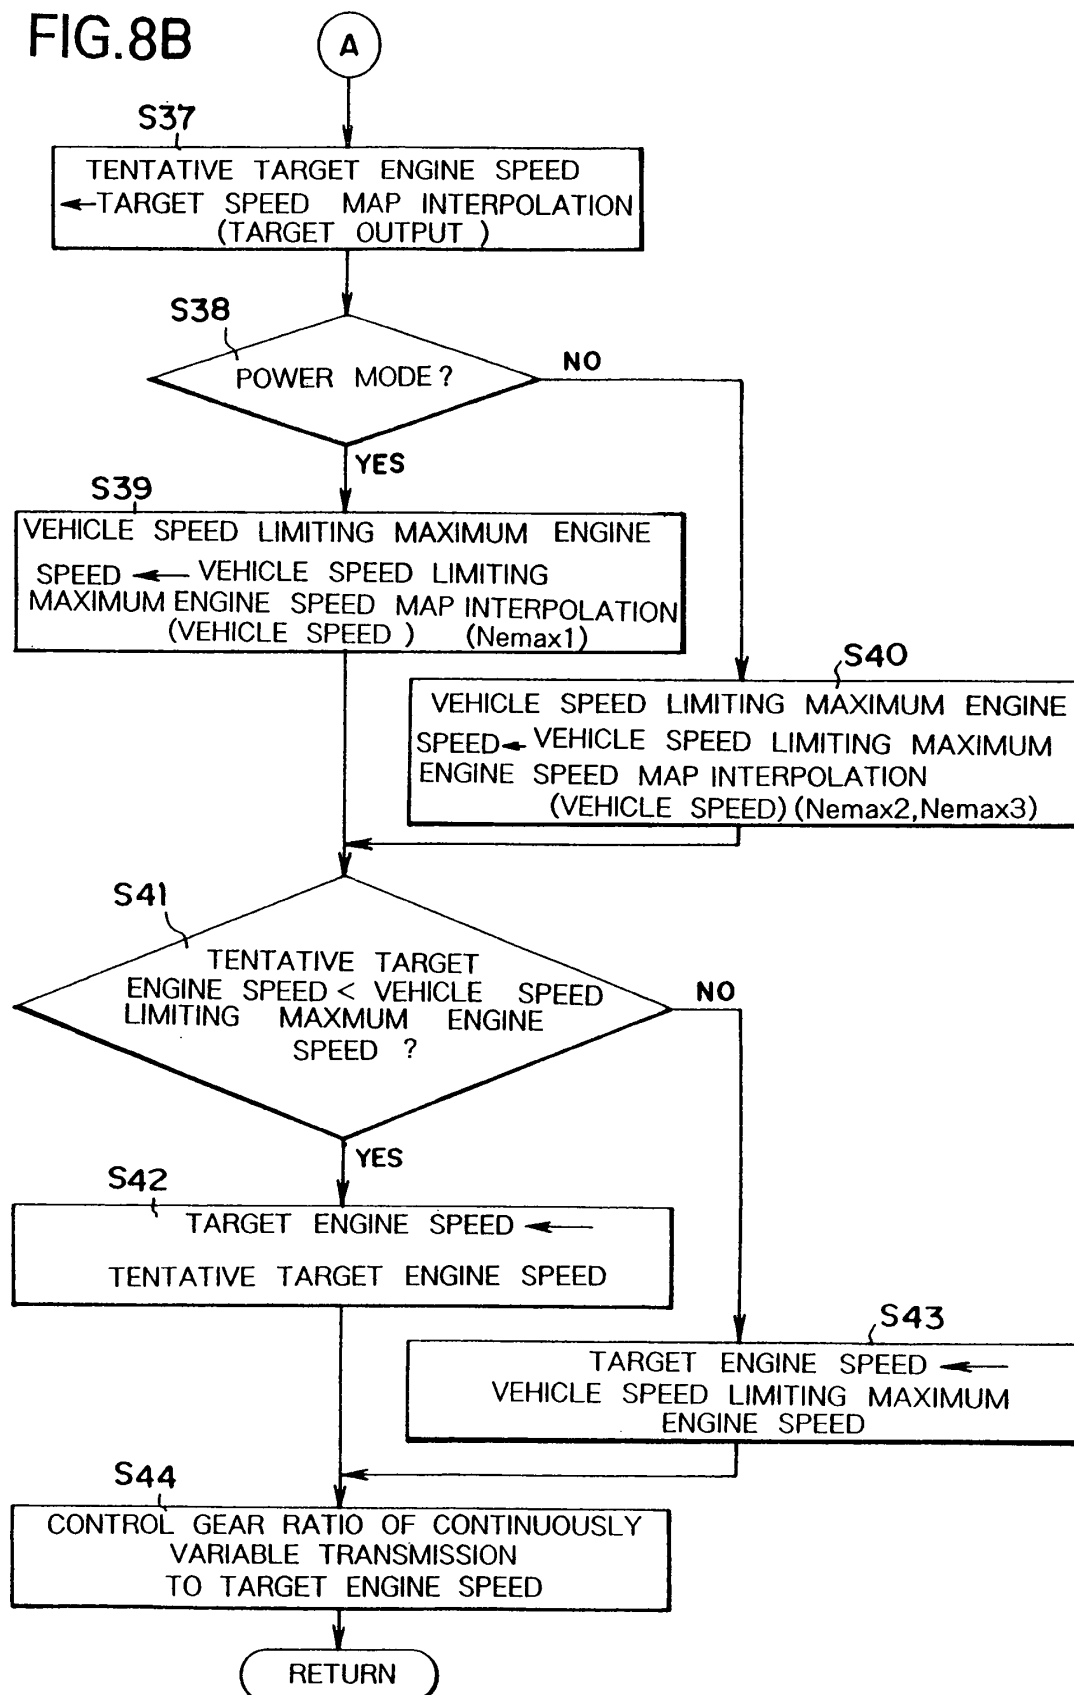 FIG.8B
A
S37
TENTATIVE TARGET ENGINE SPEED
←TARGET SPEED MAP INTERPOLATION
(TARGET OUTPUT )
S38
POWER MODE?
NO
YES
S39
VEHICLE SPEED LIMITING MAXIMUM ENGINE
SPEED ← VEHICLE SPEED LIMITING
MAXIMUM ENGINE SPEED MAP INTERPOLATION
(VEHICLE SPEED ) (Nemax1)
S40
VEHICLE SPEED LIMITING MAXIMUM ENGINE
SPEED← VEHICLE SPEED LIMITING MAXIMUM
ENGINE SPEED MAP INTERPOLATION
(VEHICLE SPEED) (Nemax2,Nemax3)
S41
TENTATIVE TARGET
ENGINE SPEED < VEHICLE SPEED
LIMITING MAXMUM ENGINE
SPEED ?
NO
YES
S42
TARGET ENGINE SPEED ←
TENTATIVE TARGET ENGINE SPEED
S43
TARGET ENGINE SPEED ←
VEHICLE SPEED LIMITING MAXIMUM
ENGINE SPEED
S44
CONTROL GEAR RATIO OF CONTINUOUSLY
VARIABLE TRANSMISSION
TO TARGET ENGINE SPEED
RETURN